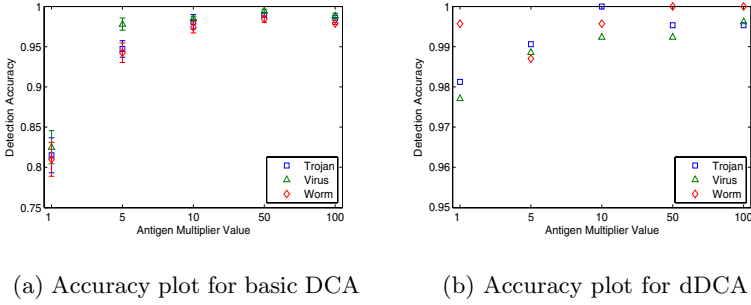 1
0.95
0.9
0.85
0.8
0.75
Detection Accuracy
1 5 10 50 100
Antigen Multiplier Value
Trojan
Virus
Worm
(a) Accuracy plot for basic DCA
1
0.99
0.98
0.97
0.96
0.95
Detection Accuracy
1 5 10 50 100
Antigen Multiplier Value
Trojan
Virus
Worm
(b) Accuracy plot for dDCA